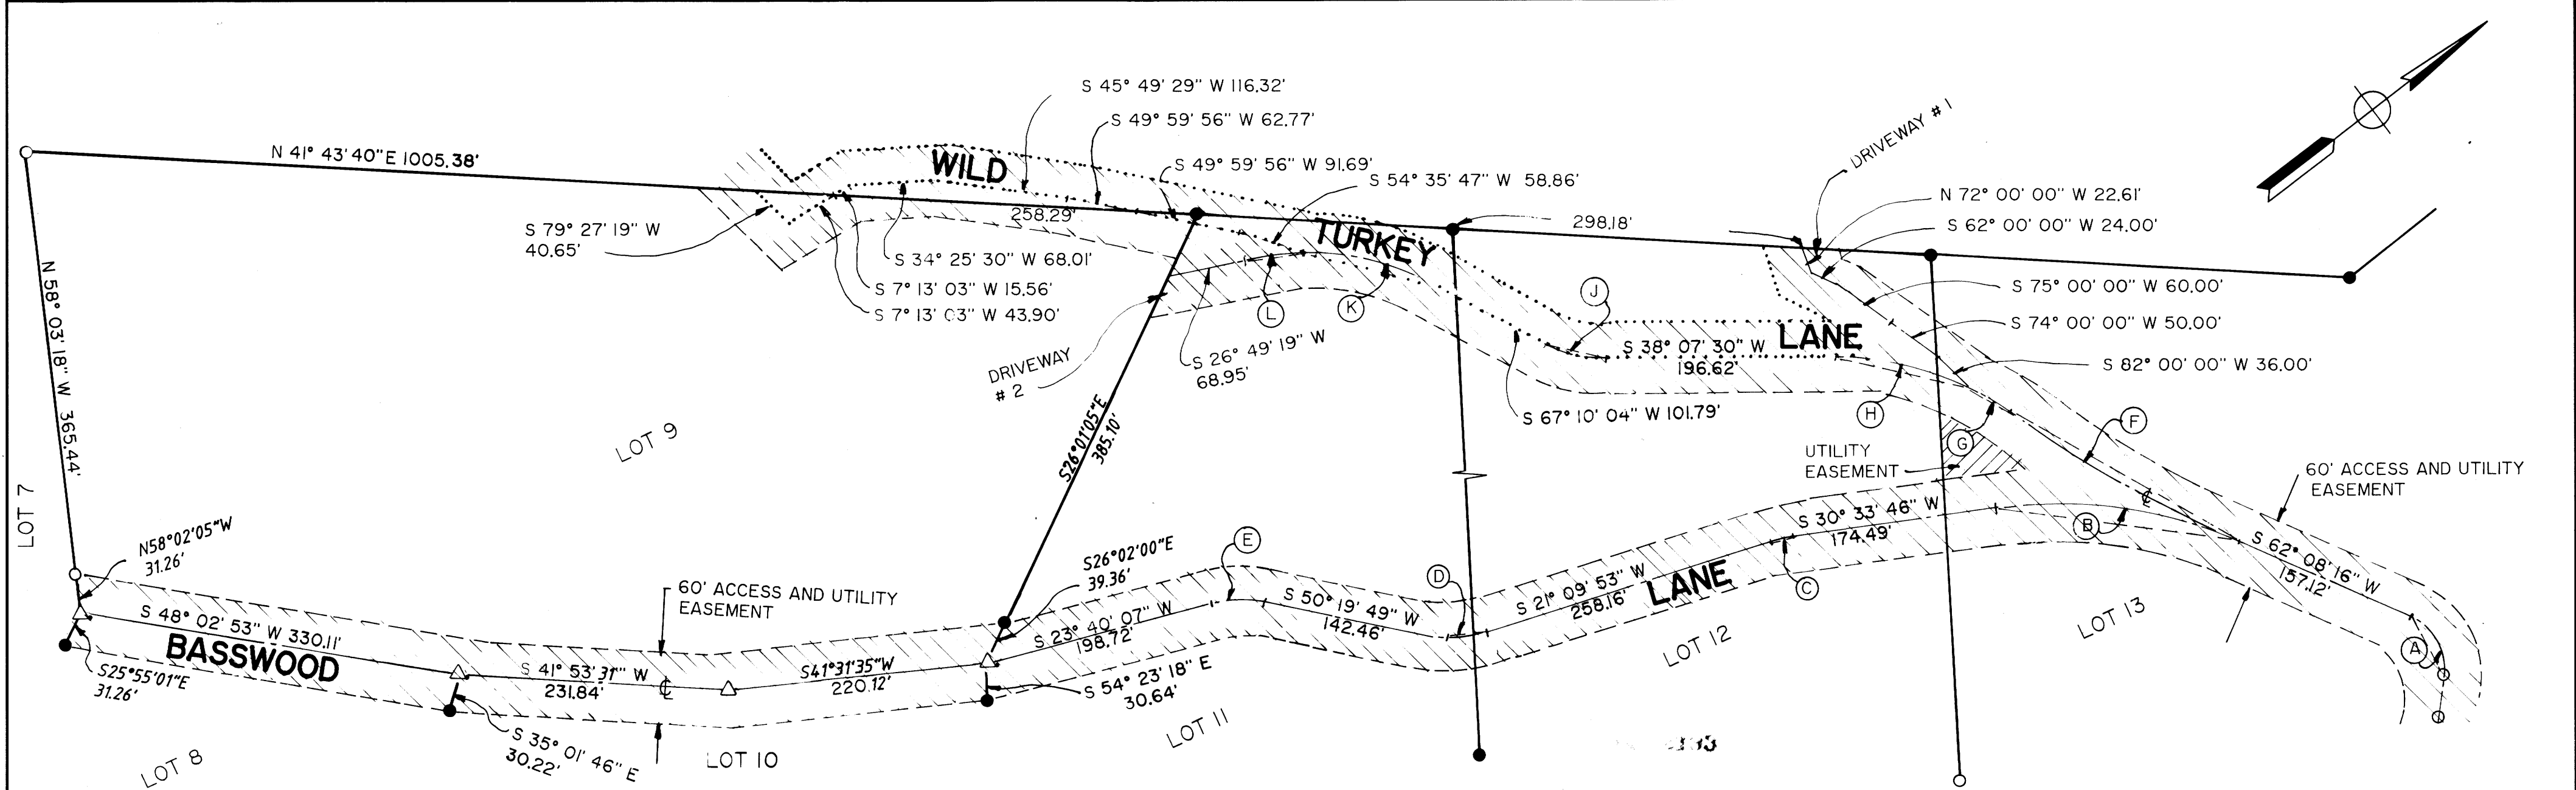 S 45° 49' 29" W 116.32'
S 49° 59' 56" W 62.77'
DRIVEWAY # 1
N 41° 43' 40" E 1005.38'
WILD
S 49° 59' 56" W 91.69'
S 54° 35' 47" W 58.86'
N 72° 00' 00" W 22.61'
298.18'
S 62° 00' 00" W 24.00'
258.29'
TURKEY
S 79° 27' 19" W
40.65'
S 34° 25' 30" W 68.01'
S 7° 13' 03" W 15.56'
S 7° 13' 03" W 43.90'
S 75° 00' 00" W 60.00'
S 74° 00' 00" W 50.00'
S 82° 00' 00" W 36.00'
J
L
K
LANE
S 38° 07' 30" W
196.62'
DRIVEWAY
# 2
S 26° 49' 19" W
68.95'
S 67° 10' 04" W 101.79'
H
G
F
N 58° 03' 18" W 365.44'
LOT 9
S26°01'05"E
385.10'
UTILITY
EASEMENT
60' ACCESS AND UTILITY
EASEMENT
LOT 7
N58°02'05"W
31.26'
S26°02'00"E
39.36'
E
S 30° 33' 46" W
174.49'
B
℄
S 62° 08' 16" W
157.12'
60' ACCESS AND UTILITY
EASEMENT
S 48° 02' 53" W 330.11'
BASSWOOD
S 23° 40' 07" W
198.72'
S 50° 19' 49" W
142.46'
D
S 21° 09' 53" W
258.16'
LANE
C
LOT 12
LOT 13
A
S25°55'01"E
31.26'
S 41° 53' 31" W
231.84'
℄
S41°31'35"W
220.12'
S 54° 23' 18" E
30.64'
LOT 8
S 35° 01' 46" E
30.22'
LOT 10
LOT 11